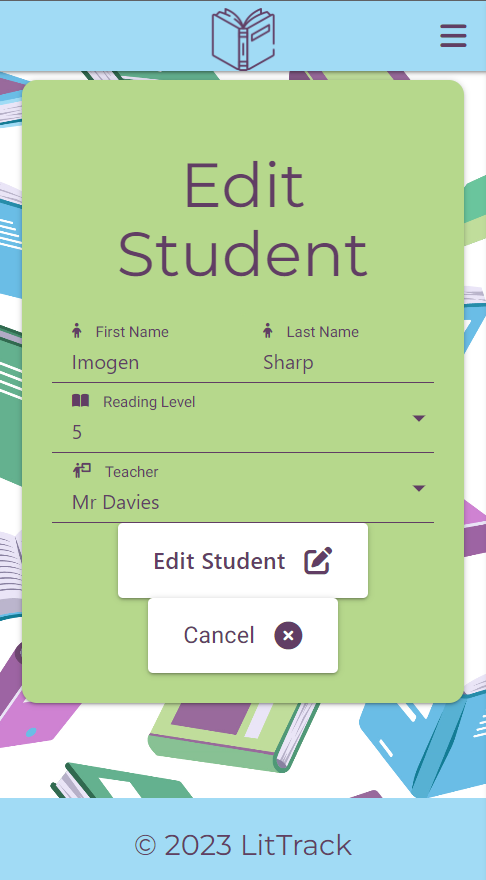 Edit
Student
First Name Last Name
Imogen Sharp
Reading Level
5
Teacher
Mr Davies
Edit Student
Cancel
© 2023 LitTrack